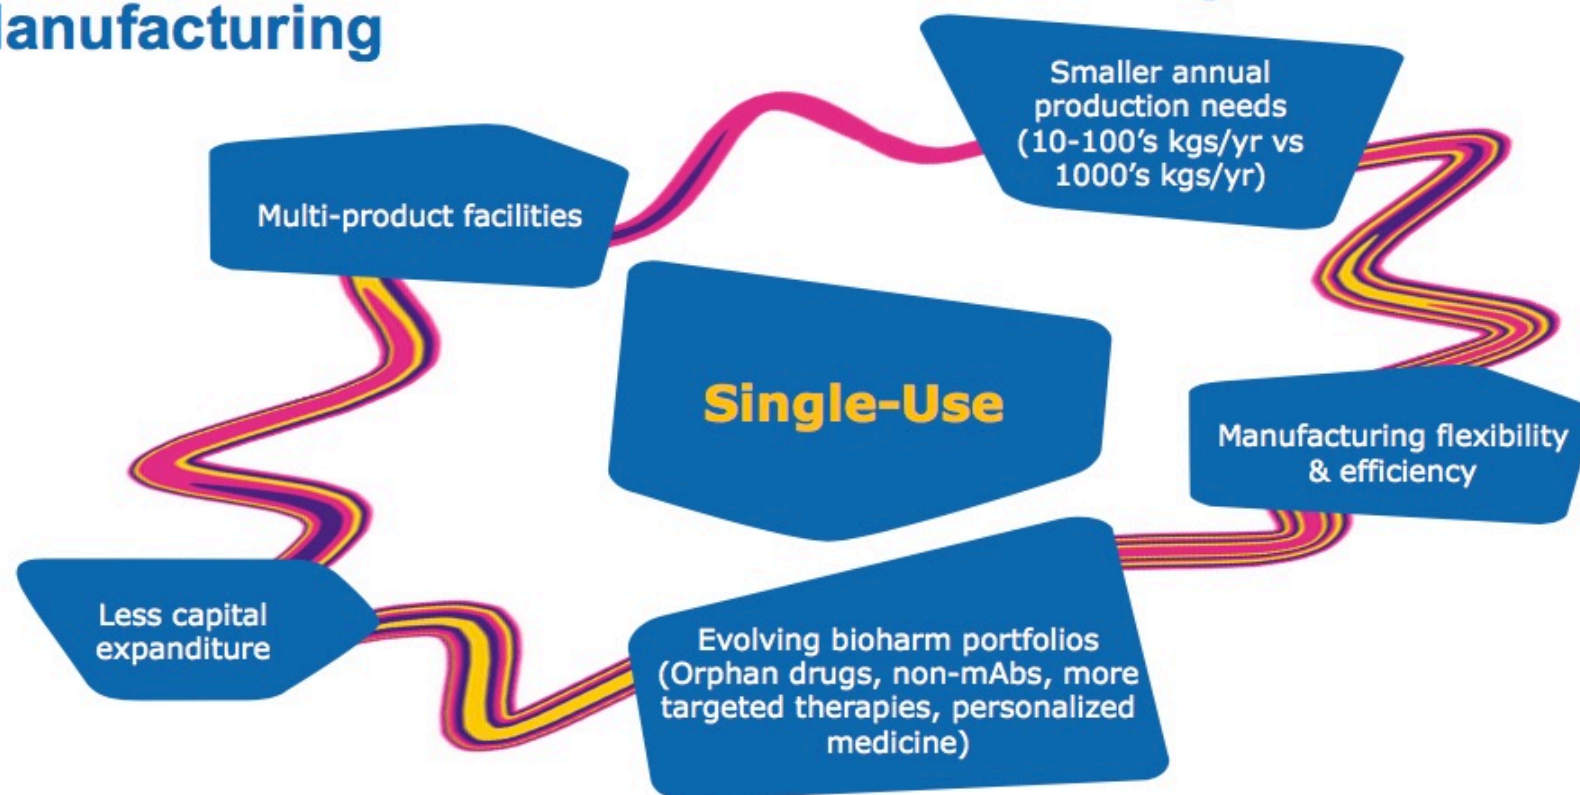 Manufacturing
Smaller annual
production needs
(10-100's kgs/yr vs
1000's kgs/yr)
Multi-product facilities
Single-Use
Manufacturing flexibility
& efficiency
Less capital
expanditure
Evolving bioharm portfolios
(Orphan drugs, non-mAbs, more
targeted therapies, personalized
medicine)